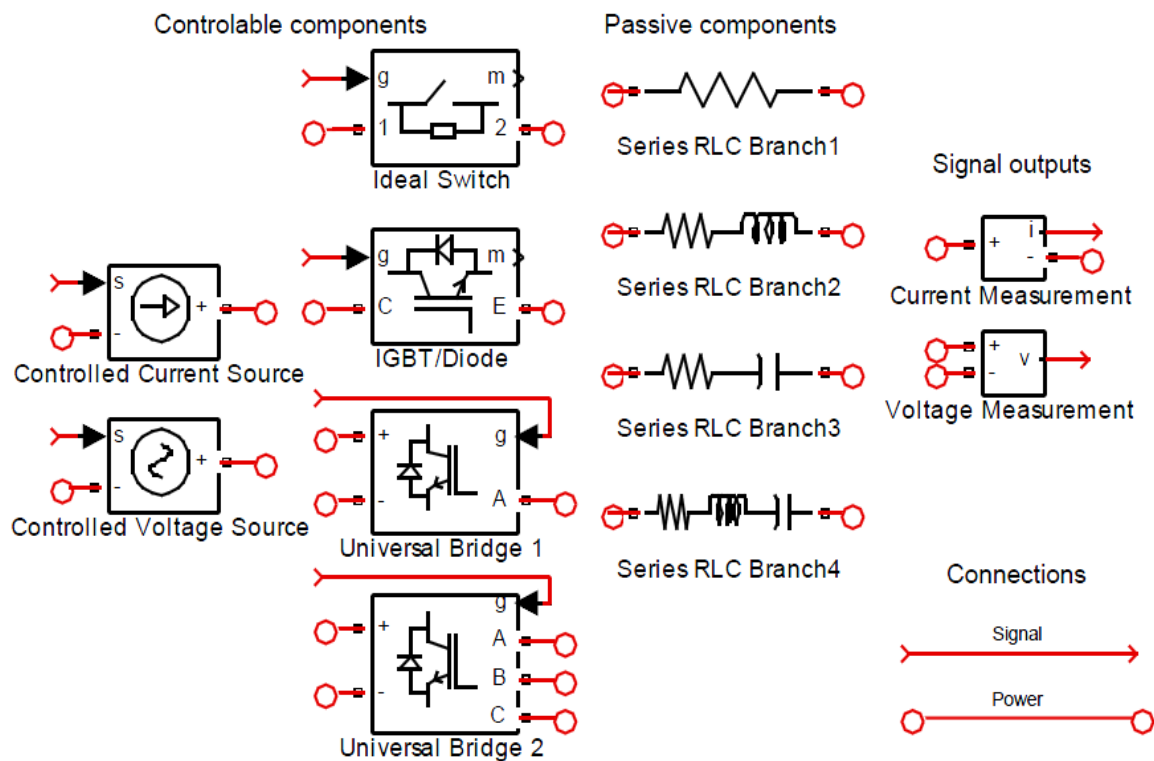 Controlable components
g
m
1
2
Ideal Switch
g
m
C
E
IGBT/Diode
s
+
-
Controlled Current Source
s
+
-
Controlled Voltage Source
+
g
-
A
Universal Bridge 1
g
+
A
B
-
C
Universal Bridge 2
Passive components
Series RLC Branch1
Series RLC Branch2
Series RLC Branch3
Series RLC Branch4
Signal outputs
i
+
-
Current Measurement
+
v
-
Voltage Measurement
Connections
Signal
Power